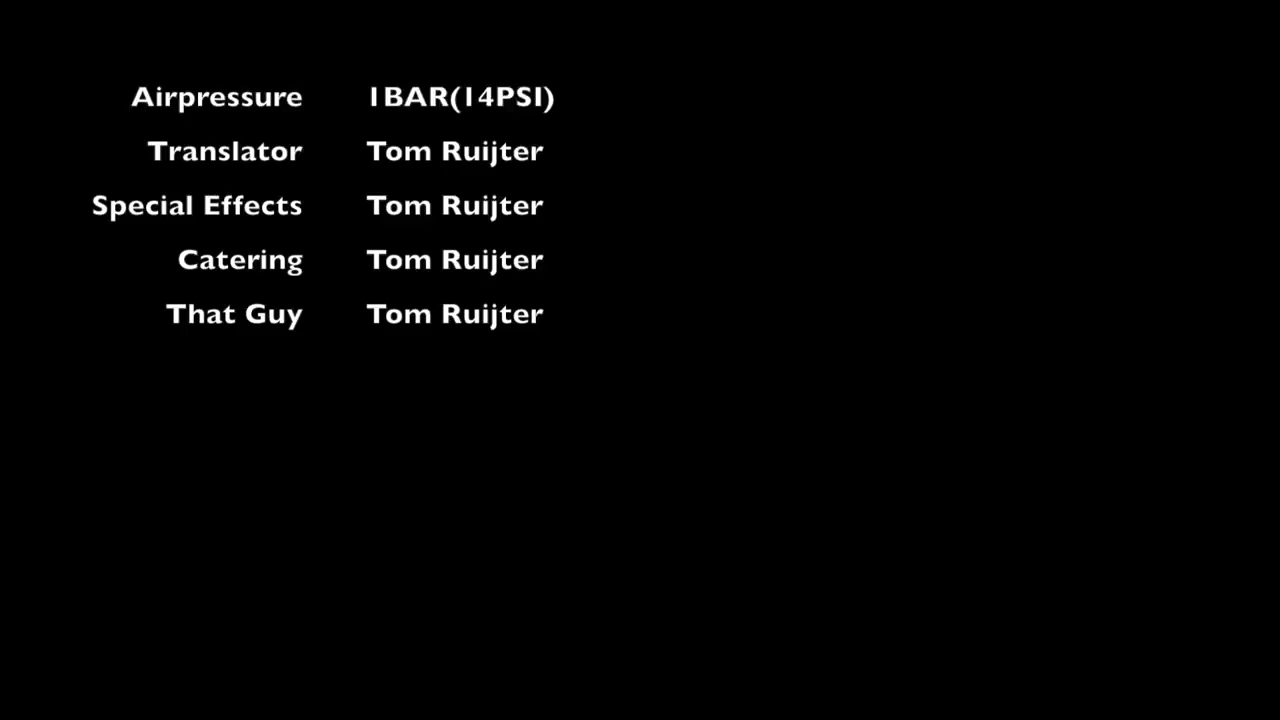 Airpressure 1BAR(14PSI)
Translator Tom Ruijter
Special Effects Tom Ruijter
Catering Tom Ruijter
That Guy Tom Ruijter